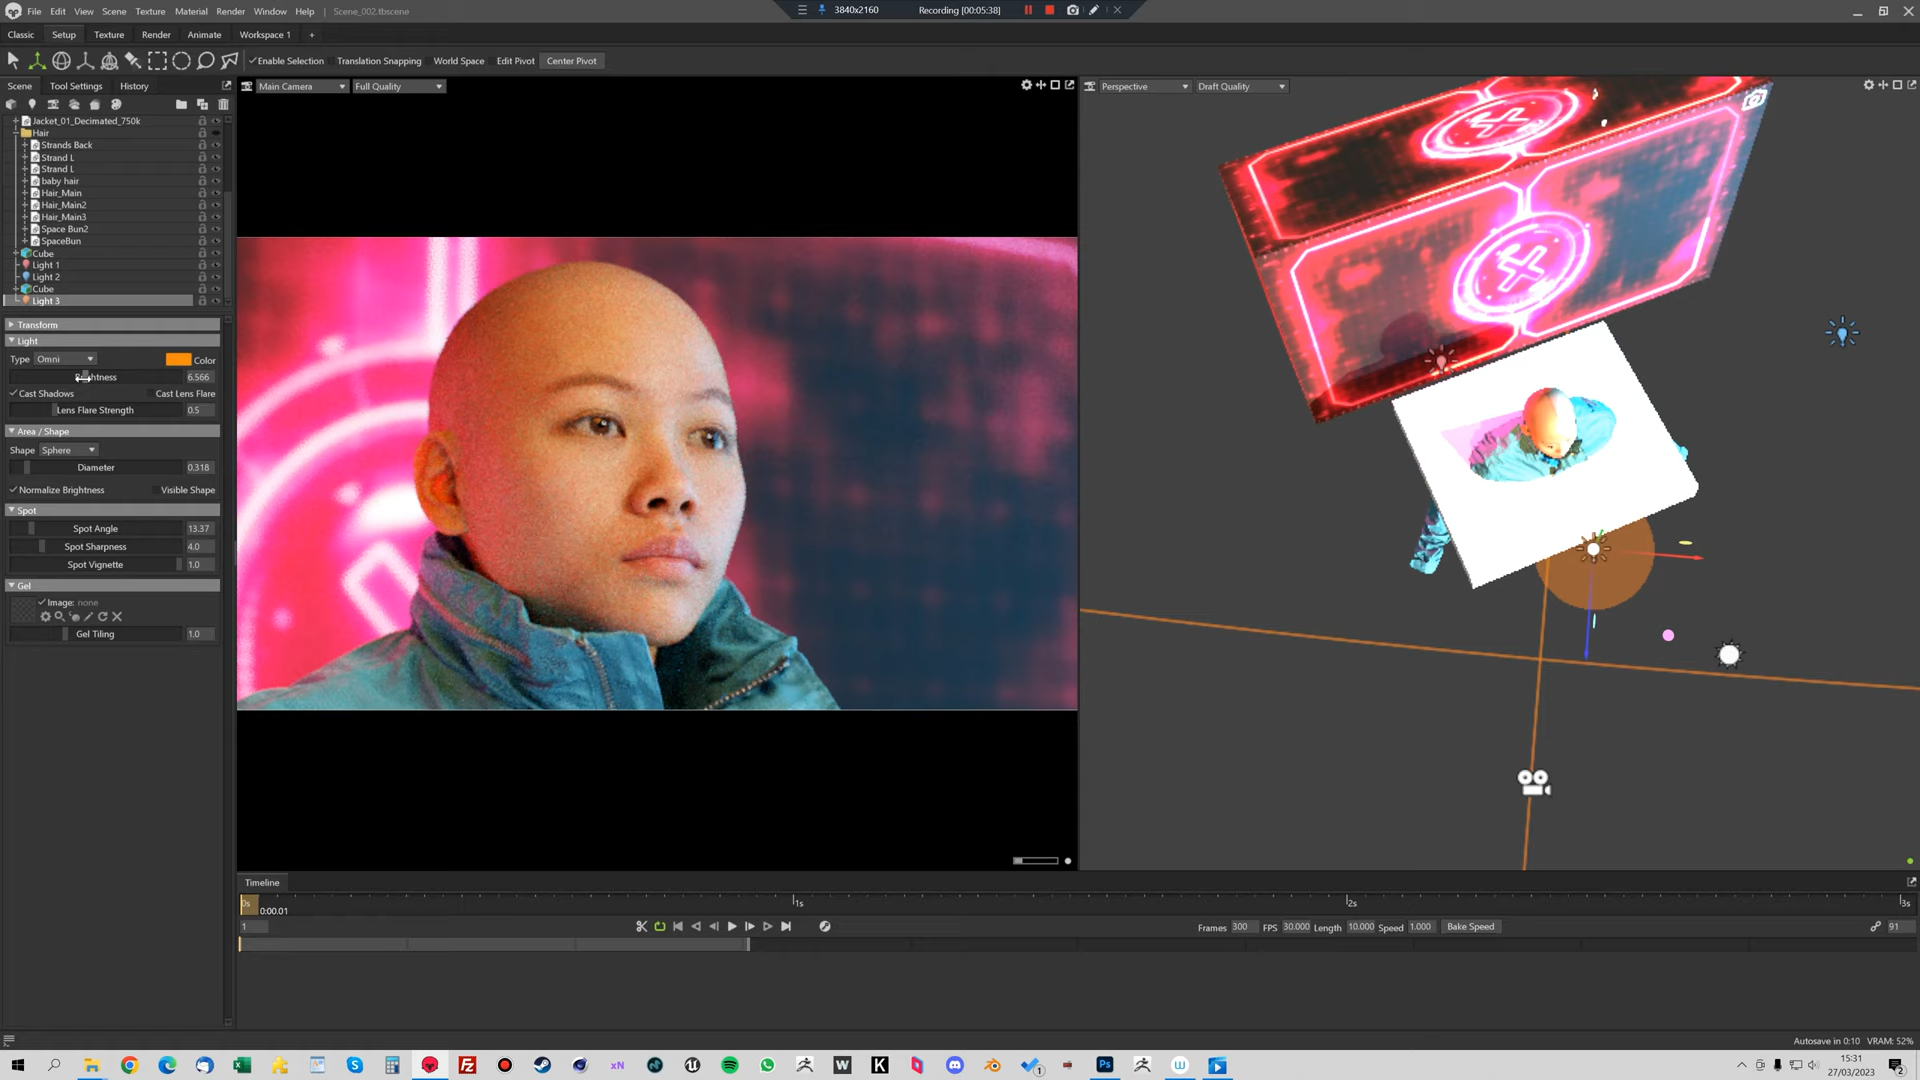 File Edit View Scene Texture Material Render Window Help Scene_002.tbscene
3840x2160 Recording [00:05:38]
Classic Setup Texture Render Animate Workspace 1 +
Enable Selection Translation Snapping World Space Edit Pivot Center Pivot
Scene Tool Settings History
Main Camera Full Quality
Perspective Draft Quality
Jacket_01_Decimated_750k
Hair
Strands Back
Strand L
Strand L
baby hair
Hair_Main
Hair_Main2
Hair_Main3
Space Bun2
SpaceBun
Cube
Light 1
Light 2
Cube
Light 3
Transform
Light
Type Omni Color
Brightness 6.566
Cast Shadows Cast Lens Flare
Lens Flare Strength 0.5
Area / Shape
Shape Sphere
Diameter 0.318
Normalize Brightness Visible Shape
Spot
Spot Angle 13.37
Spot Sharpness 4.0
Spot Vignette 1.0
Gel
Image: none
Gel Tiling 1.0
Timeline
0s 1s 2s 3s
0:00.01
1
Frames 300 FPS 30.000 Length 10.000 Speed 1.000 Bake Speed 91
Autosave in 0:10 VRAM: 52%
15:31
27/03/2023